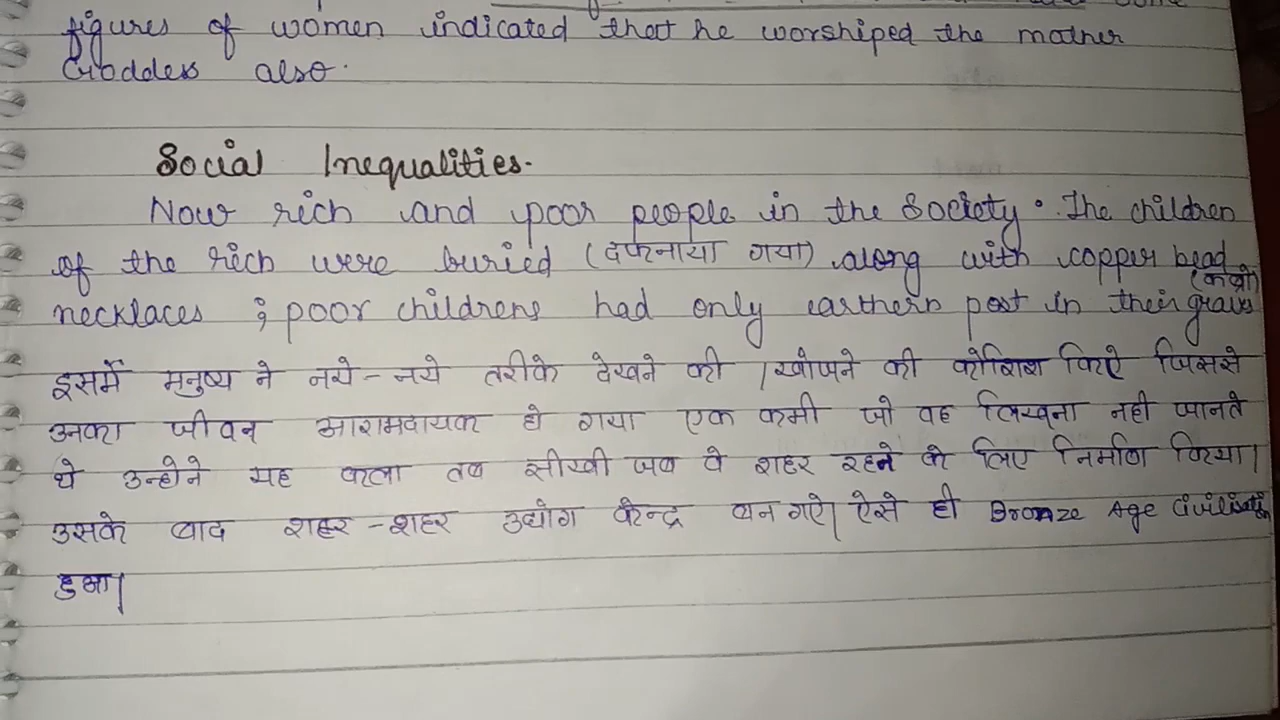 figures of women indicated that he worshiped the mother
Goddess also.
Social Inequalities.
Now rich and poor people in the Society. The children
of the rich were buried (दफनाया गया) along with copper bead
necklaces ; poor childrens had only earthern post in their graves
(कब्रो)
इसमें मनुष्य ने नये-नये तरीके देखने की / खोजने की कोशिश किऐ जिससे
उनका जीवन आरामदायक हो गया एक कमी जो वह लिखना नही जानते
थे उन्होने यह कला तब सीखी जब वे शहर रहने के लिए निर्माण किया।
उसके बाद शहर-शहर उद्योग केन्द्र बन गऐ। ऐसे ही Bronze Age Civilisation
हुआ।